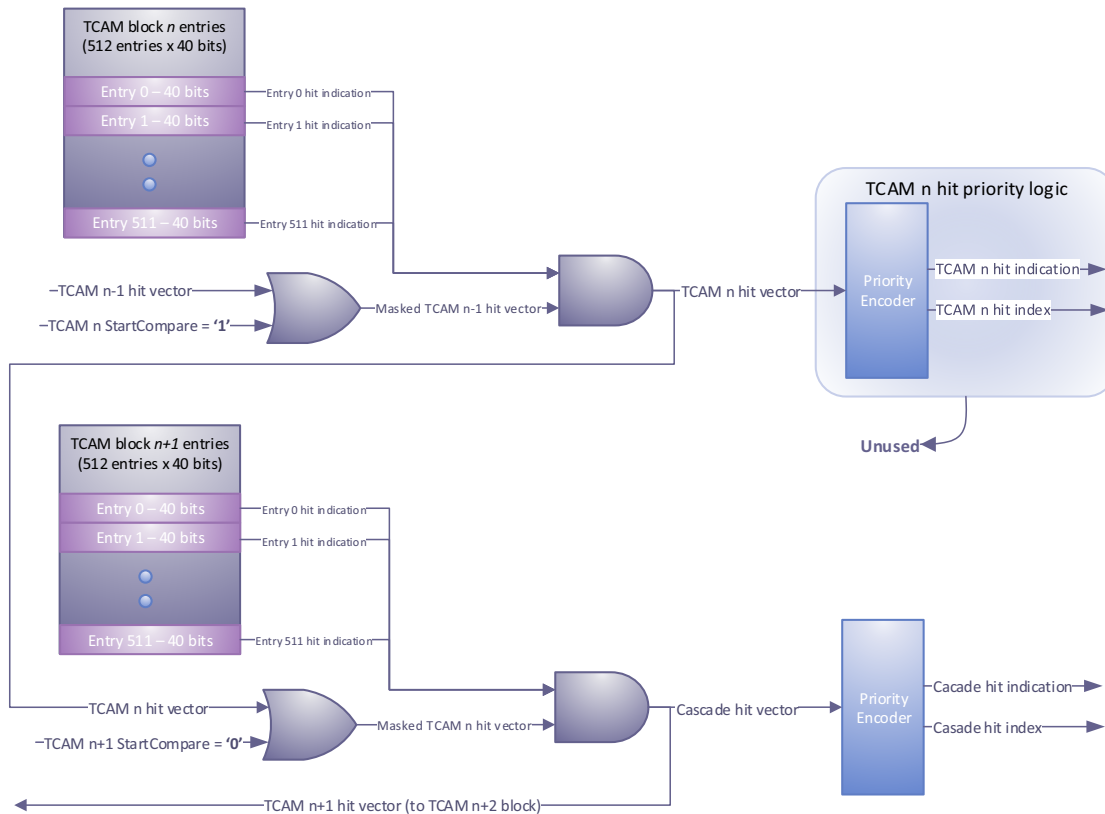 TCAM block n entries
(512 entries x 40 bits)
Entry 0 – 40 bits
Entry 0 hit indication
Entry 1 – 40 bits
Entry 1 hit indication
Entry 511 – 40 bits
Entry 511 hit indication
TCAM n-1 hit vector
TCAM n StartCompare = ‘1’
Masked TCAM n-1 hit vector
TCAM n hit vector
TCAM n hit priority logic
Priority
Encoder
TCAM n hit indication
TCAM n hit index
Unused
TCAM block n+1 entries
(512 entries x 40 bits)
Entry 0 – 40 bits
Entry 0 hit indication
Entry 1 – 40 bits
Entry 1 hit indication
Entry 511 – 40 bits
Entry 511 hit indication
TCAM n hit vector
TCAM n+1 StartCompare = ‘0’
Masked TCAM n hit vector
Cascade hit vector
Priority
Encoder
Cacade hit indication
Casade hit index
TCAM n+1 hit vector (to TCAM n+2 block)